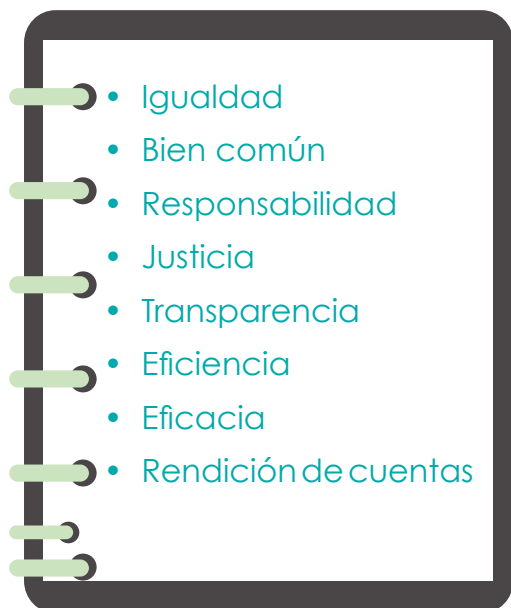 • Igualdad
• Bien común
• Responsabilidad
• Justicia
• Transparencia
• Eficiencia
• Eficacia
• Rendición de cuentas